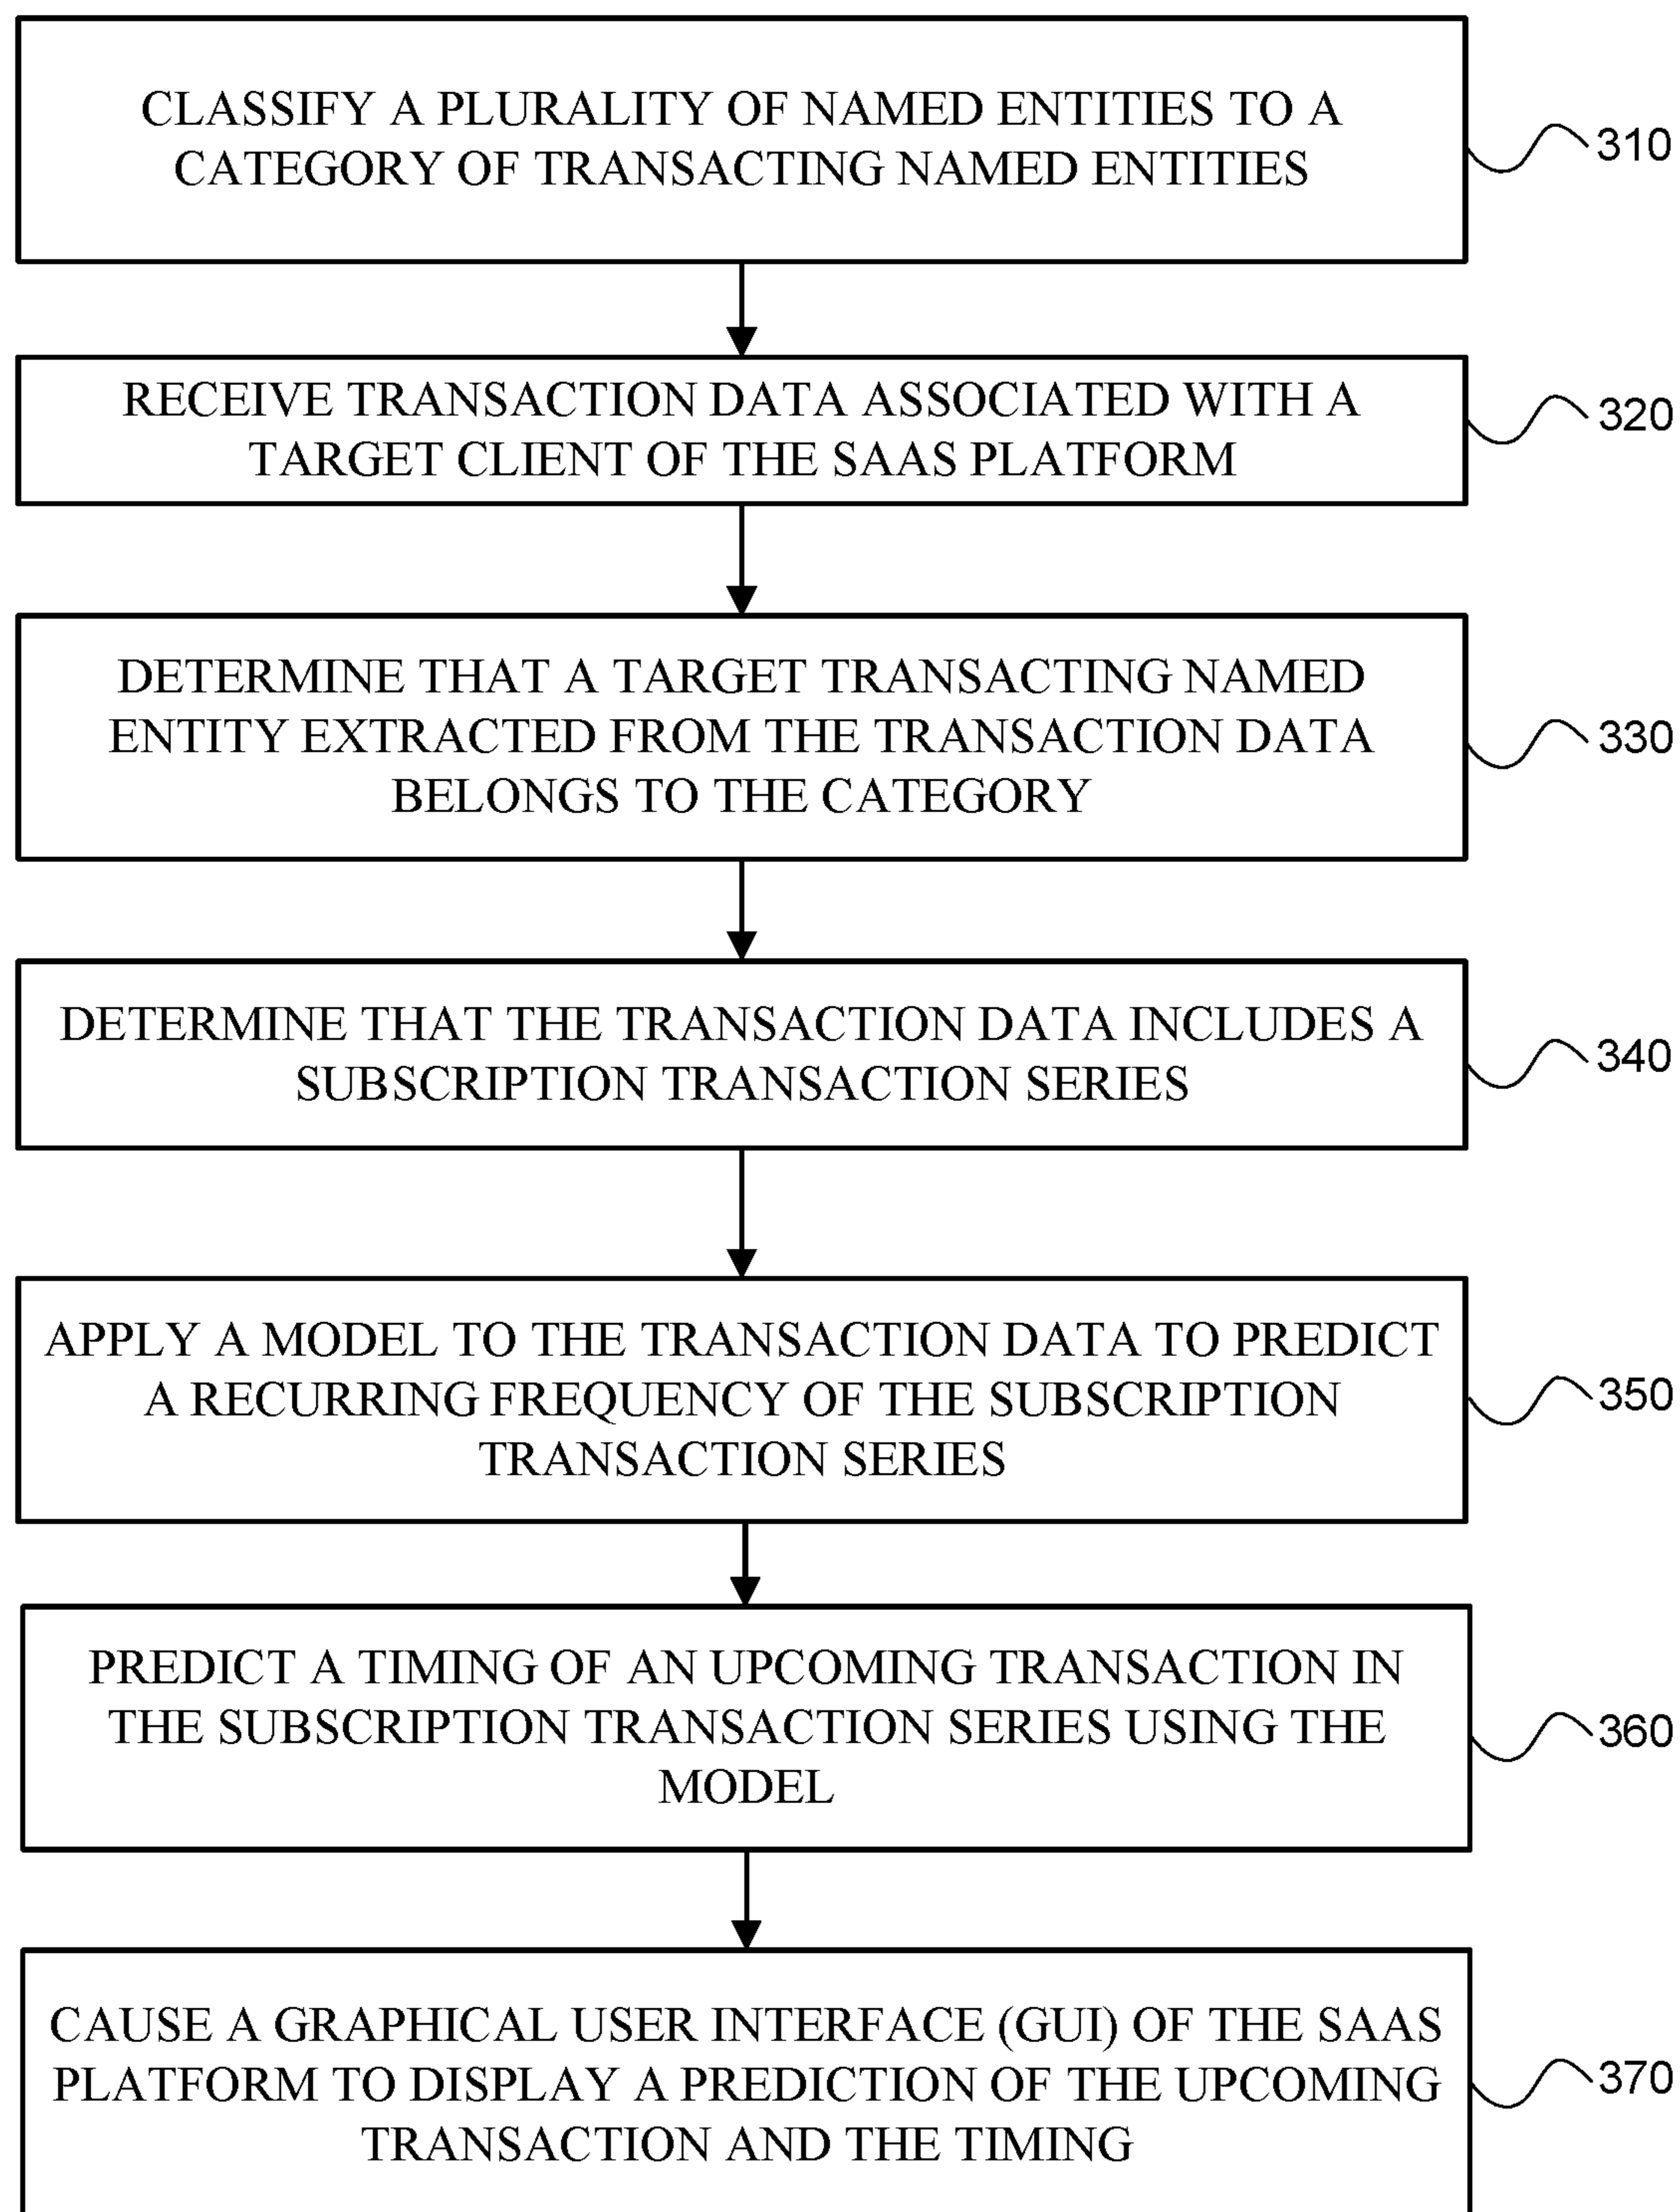 CLASSIFY A PLURALITY OF NAMED ENTITIES TO A
CATEGORY OF TRANSACTING NAMED ENTITIES
310
RECEIVE TRANSACTION DATA ASSOCIATED WITH A
TARGET CLIENT OF THE SAAS PLATFORM
320
DETERMINE THAT A TARGET TRANSACTING NAMED
ENTITY EXTRACTED FROM THE TRANSACTION DATA
BELONGS TO THE CATEGORY
330
DETERMINE THAT THE TRANSACTION DATA INCLUDES A
SUBSCRIPTION TRANSACTION SERIES
340
APPLY A MODEL TO THE TRANSACTION DATA TO PREDICT
A RECURRING FREQUENCY OF THE SUBSCRIPTION
TRANSACTION SERIES
350
PREDICT A TIMING OF AN UPCOMING TRANSACTION IN
THE SUBSCRIPTION TRANSACTION SERIES USING THE
MODEL
360
CAUSE A GRAPHICAL USER INTERFACE (GUI) OF THE SAAS
PLATFORM TO DISPLAY A PREDICTION OF THE UPCOMING
TRANSACTION AND THE TIMING
370